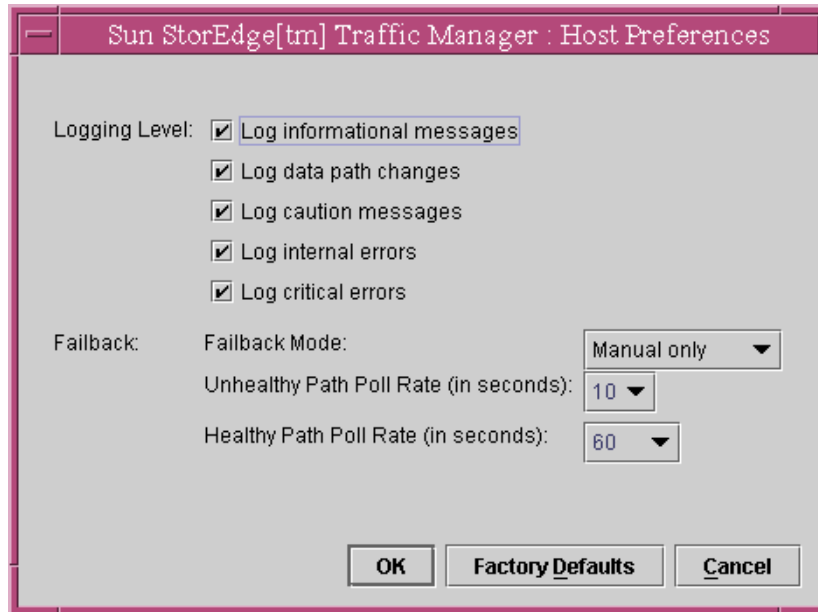 Sun StorEdge[tm] Traffic Manager : Host Preferences
Logging Level: Log informational messages
Log data path changes
Log caution messages
Log internal errors
Log critical errors
Failback: Failback Mode: Manual only
Unhealthy Path Poll Rate (in seconds): 10
Healthy Path Poll Rate (in seconds): 60
OK Factory Defaults Cancel